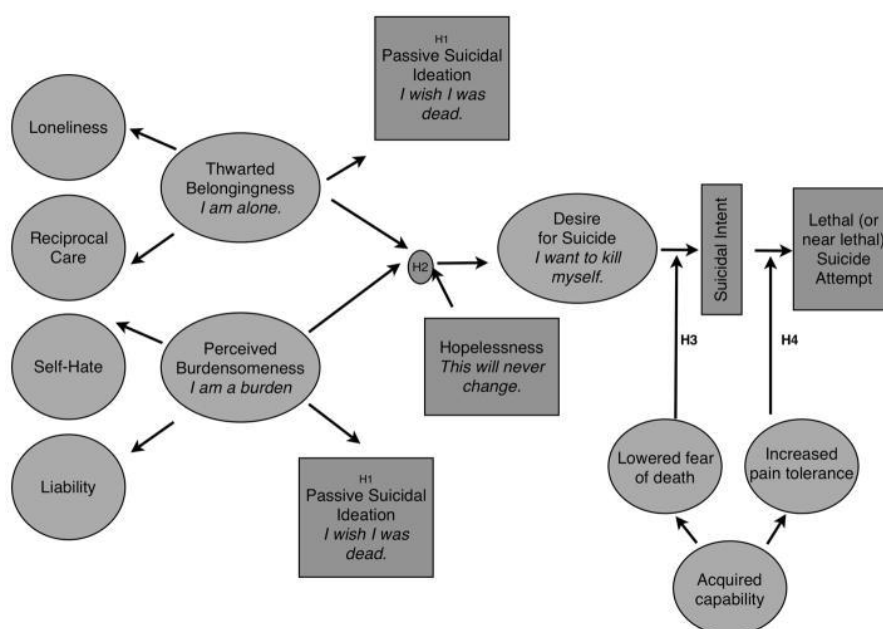 H1
Passive Suicidal
Ideation
I wish I was
dead.
Loneliness
Thwarted
Belongingness
I am alone.
Reciprocal
Care
H2
Desire
for Suicide
I want to kill
myself.
Suicidal Intent
Lethal (or
near lethal)
Suicide
Attempt
Self-Hate
Perceived
Burdensomeness
I am a burden
Hopelessness
This will never
change.
H3
H4
Liability
H1
Passive Suicidal
Ideation
I wish I was
dead.
Lowered fear
of death
Increased
pain tolerance
Acquired
capability